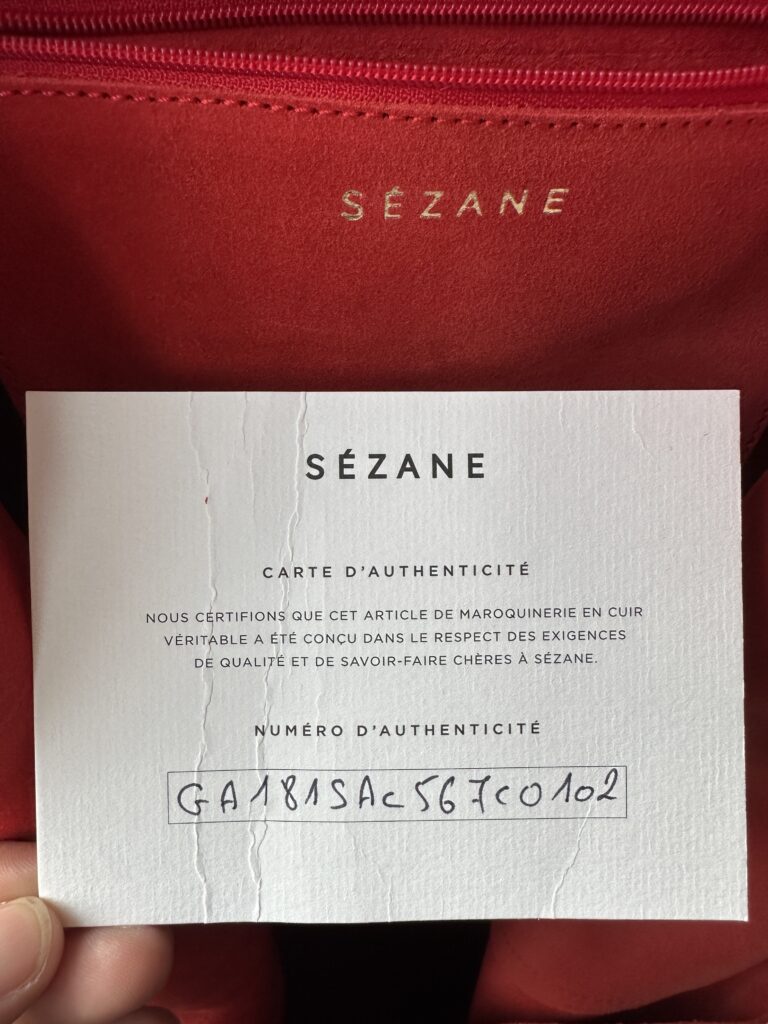 SÉZANE
SÉZANE
CARTE D'AUTHENTICITÉ
NOUS CERTIFIONS QUE CET ARTICLE DE MAROQUINERIE EN CUIR
VÉRITABLE A ÉTÉ CONÇU DANS LE RESPECT DES EXIGENCES
DE QUALITÉ ET DE SAVOIR-FAIRE CHÈRES À SÉZANE.
NUMÉRO D'AUTHENTICITÉ
GA181SAC567C0102